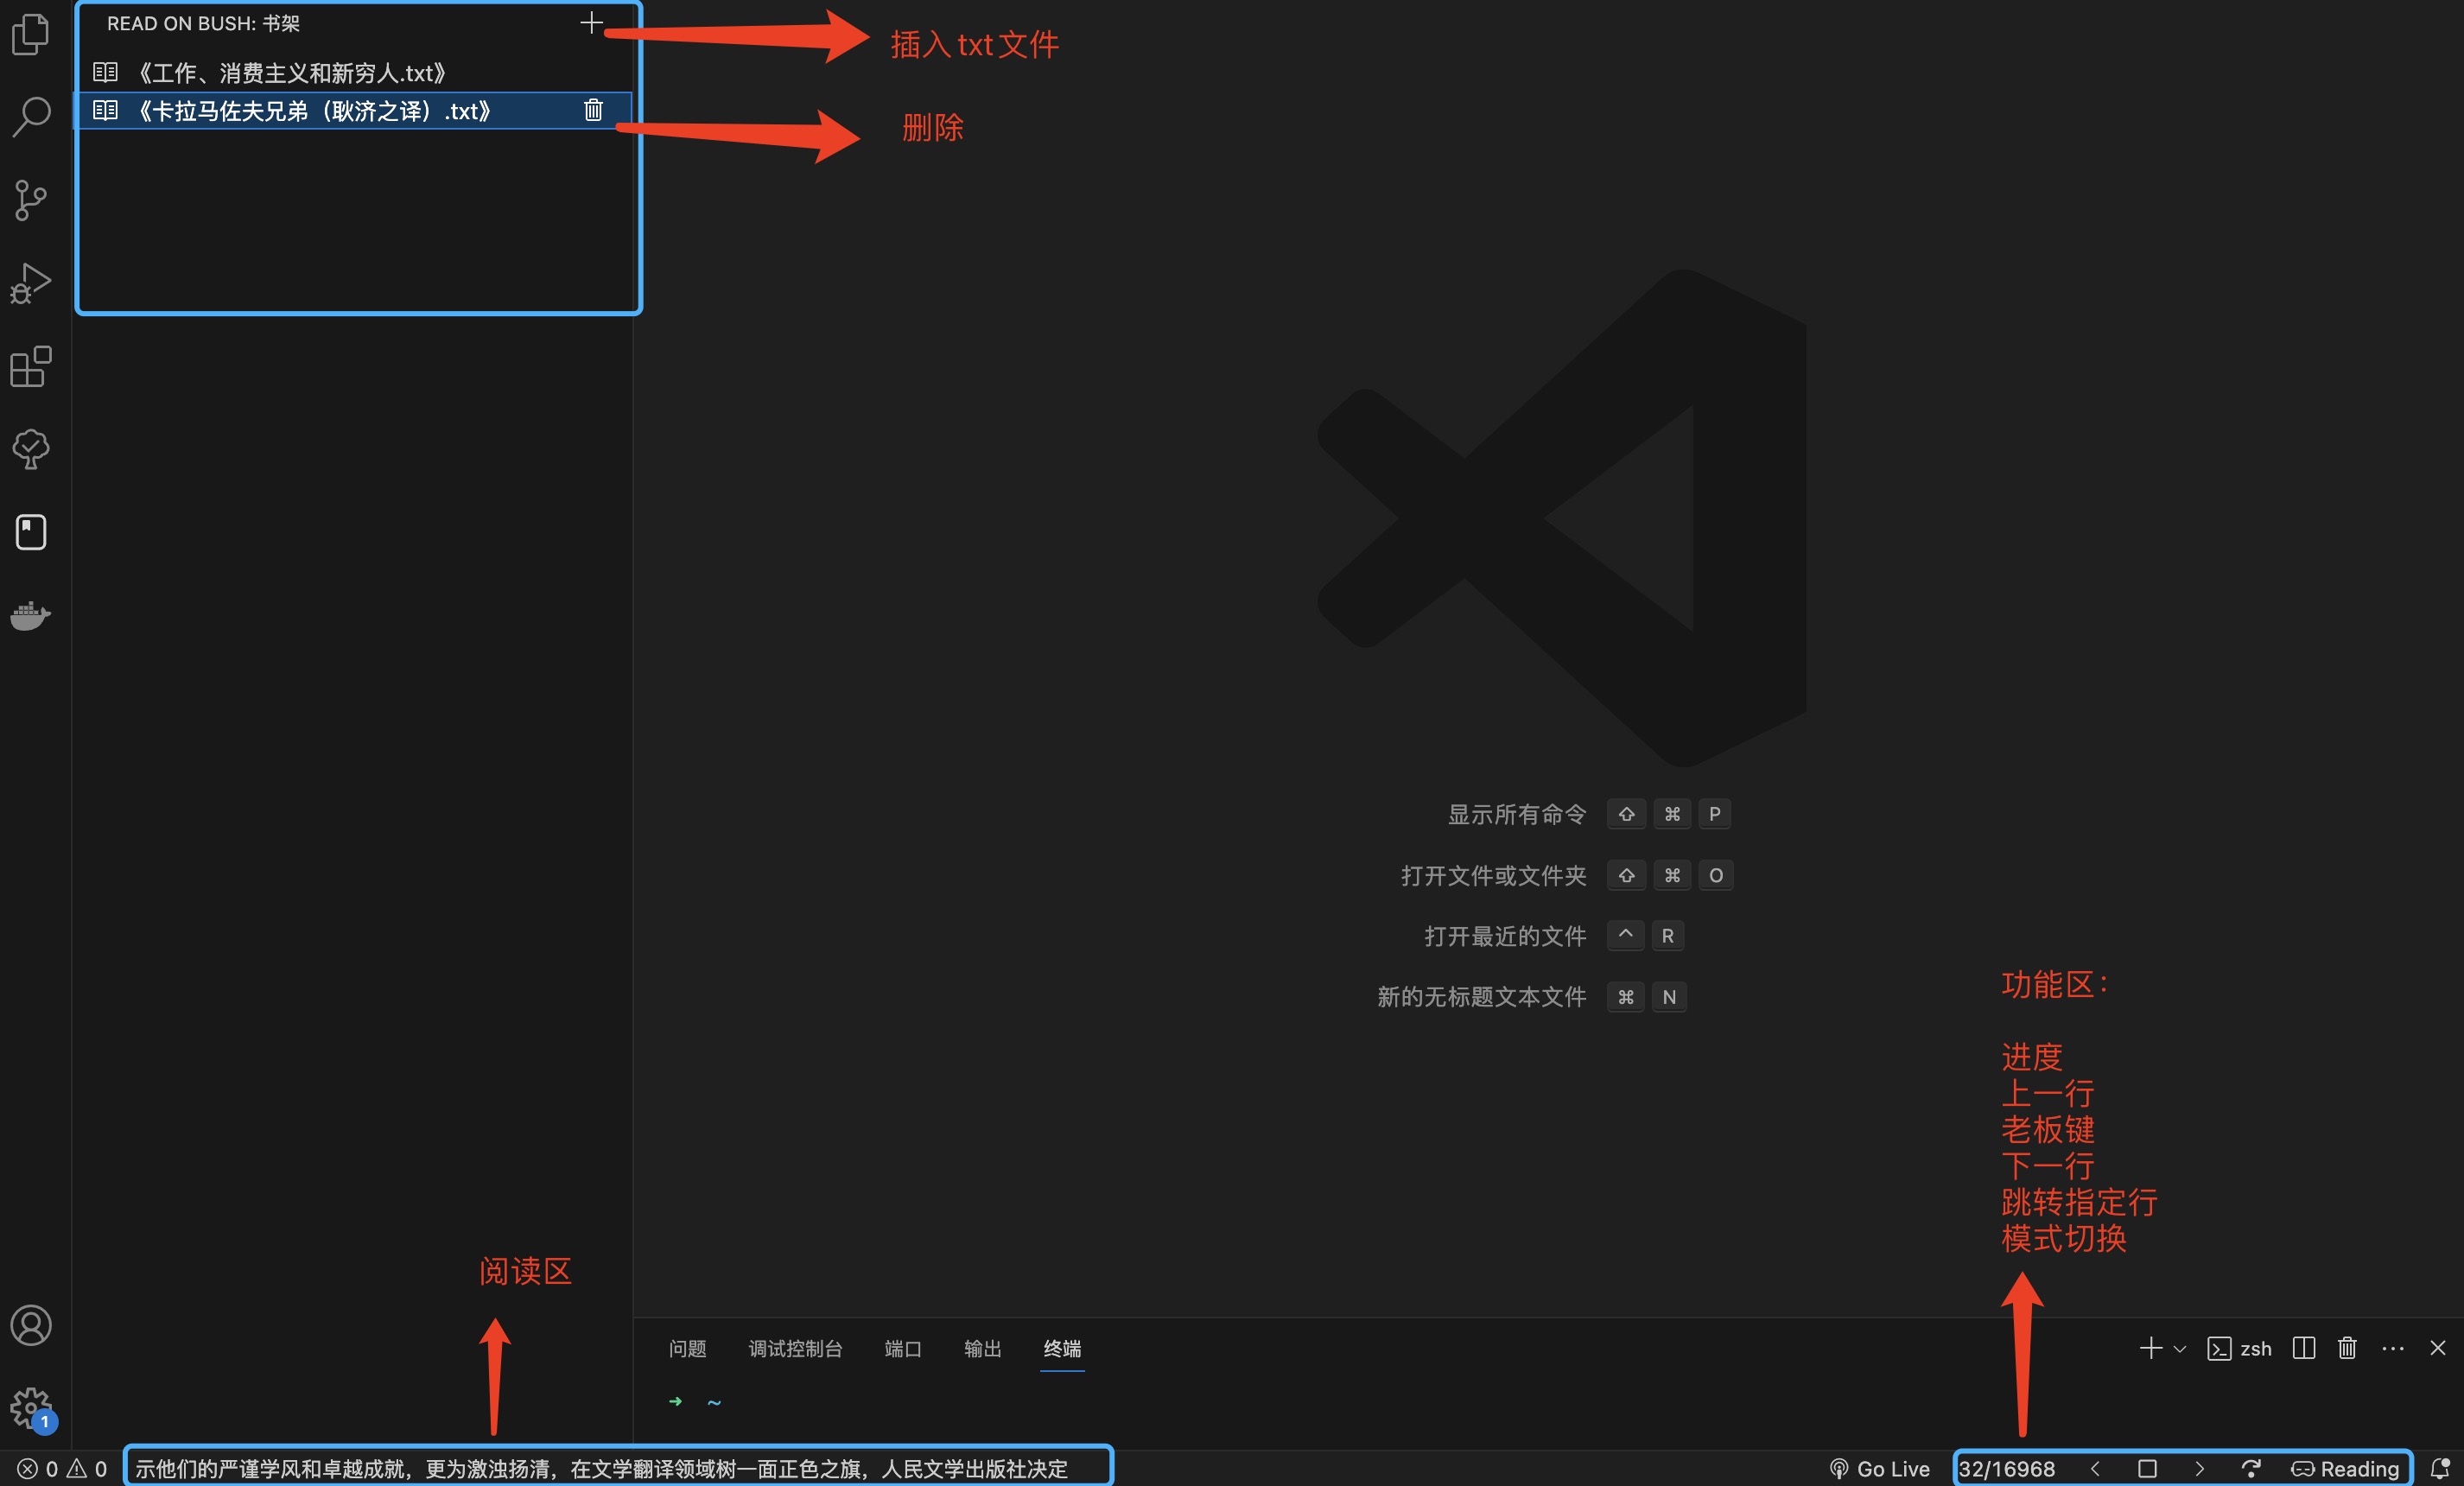 READ ON BUSH: 书架
《工作、消费主义和新穷人.txt》
《卡拉马佐夫兄弟（耿济之译）.txt》
插入txt文件
删除
显示所有命令 ⇧ ⌘ P
打开文件或文件夹 ⇧ ⌘ O
打开最近的文件 ^ R
新的无标题文本文件 ⌘ N
功能区：
进度
上一行
老板键
下一行
跳转指定行
模式切换
阅读区
问题 调试控制台 端口 输出 终端
zsh
➜ ~
1
0 0 示他们的严谨学风和卓越成就，更为激浊扬清，在文学翻译领域树一面正色之旗，人民文学出版社决定
Go Live 32/16968 Reading